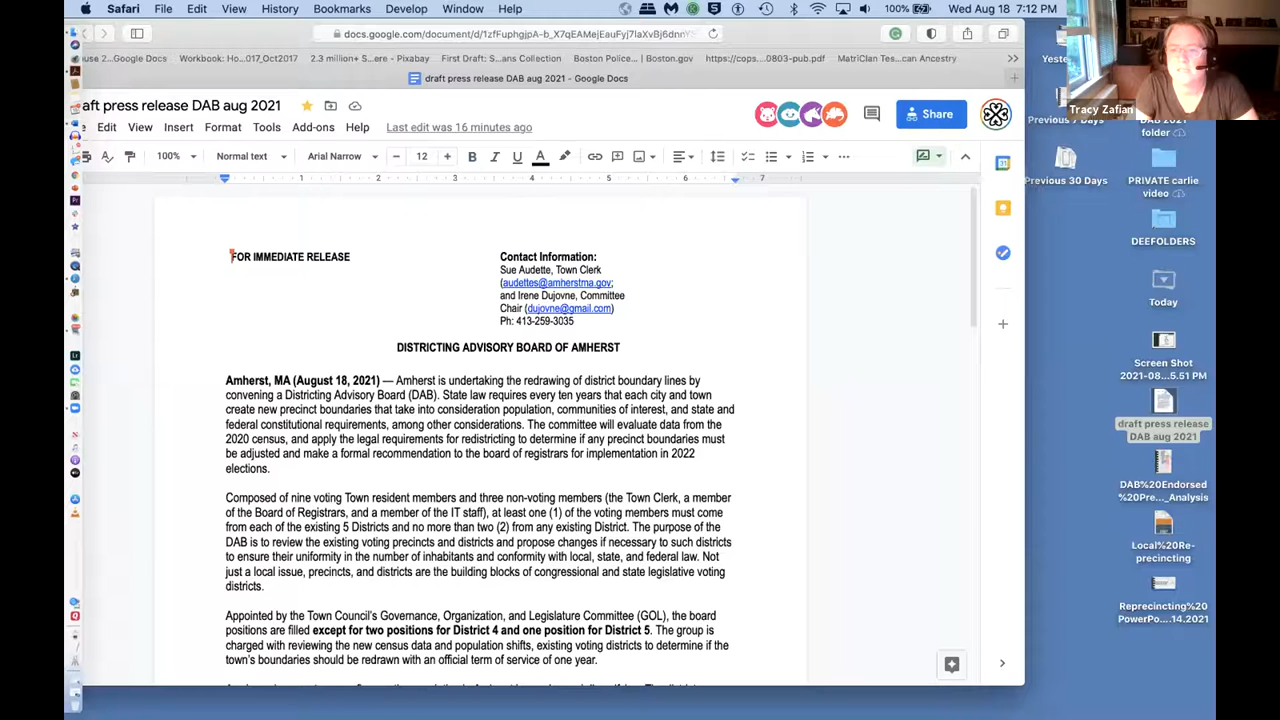 Safari File Edit View History Bookmarks Develop Window Help 100% Wed Aug 18 7:12 PM
docs.google.com/document/d/1zfFuphgjpA-b_X7qEAMejEauFyj7laXvBj6dnn
...Google Docs Workbook: Ho...017_Oct2017 2.3 million+ S...e - Pixabay First Draft: S...ans Collection Boston Police... | Boston.gov https://cops....0803-pub.pdf MatriClan Tes...can Ancestry
draft press release DAB aug 2021 - Google Docs
raft press release DAB aug 2021
Edit View Insert Format Tools Add-ons Help Last edit was 16 minutes ago
Share
100% Normal text Arial Narrow 12 B I U A
1 2 3 4 5 6 7
FOR IMMEDIATE RELEASE
Contact Information:
Sue Audette, Town Clerk
(audettes@amherstma.gov;
and Irene Dujovne, Committee
Chair (dujovne@gmail.com)
Ph: 413-259-3035
DISTRICTING ADVISORY BOARD OF AMHERST
Amherst, MA (August 18, 2021) — Amherst is undertaking the redrawing of district boundary lines by
convening a Districting Advisory Board (DAB). State law requires every ten years that each city and town
create new precinct boundaries that take into consideration population, communities of interest, and state and
federal constitutional requirements, among other considerations. The committee will evaluate data from the
2020 census, and apply the legal requirements for redistricting to determine if any precinct boundaries must
be adjusted and make a formal recommendation to the board of registrars for implementation in 2022
elections.
Composed of nine voting Town resident members and three non-voting members (the Town Clerk, a member
of the Board of Registrars, and a member of the IT staff), at least one (1) of the voting members must come
from each of the existing 5 Districts and no more than two (2) from any existing District. The purpose of the
DAB is to review the existing voting precincts and districts and propose changes if necessary to such districts
to ensure their uniformity in the number of inhabitants and conformity with local, state, and federal law. Not
just a local issue, precincts, and districts are the building blocks of congressional and state legislative voting
districts.
Appointed by the Town Council's Governance, Organization, and Legislature Committee (GOL), the board
positions are filled except for two positions for District 4 and one position for District 5. The group is
charged with reviewing the new census data and population shifts, existing voting districts to determine if the
town's boundaries should be redrawn with an official term of service of one year.
Tracy Zafian
Yeste
Previous 7 Days
Previous 30 Days
DAB 2021
folder
PRIVATE carlie
video
DEEFOLDERS
Today
Screen Shot
2021-08...5.51 PM
draft press release
DAB aug 2021
DAB%20Endorsed
%20Pre..._Analysis
Local%20Re-
precincting
Reprecincting%20
PowerPo....14.2021